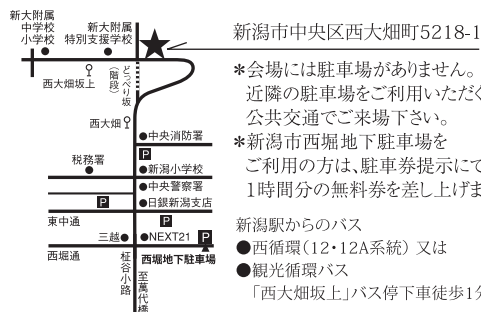 新大附属
中学校
小学校
新大附属
特別支援学校
西大畑坂上
どっぺり坂
（階段）
西大畑
●中央消防署
P
税務署
●新潟小学校
●中央警察署
P
●日銀新潟支店
東中通
P
三越●
●NEXT21
P
西堀通
西堀地下駐車場
柾谷小路
至萬代橋
新潟市中央区西大畑町5218-1
＊会場には駐車場がありません。
近隣の駐車場をご利用いただく
公共交通でご来場下さい。
＊新潟市西堀地下駐車場を
ご利用の方は、駐車券提示にて
1時間分の無料券を差し上げま
新潟駅からのバス
●西循環（12・12A系統）又は
●観光循環バス
「西大畑坂上」バス停下車徒歩1分